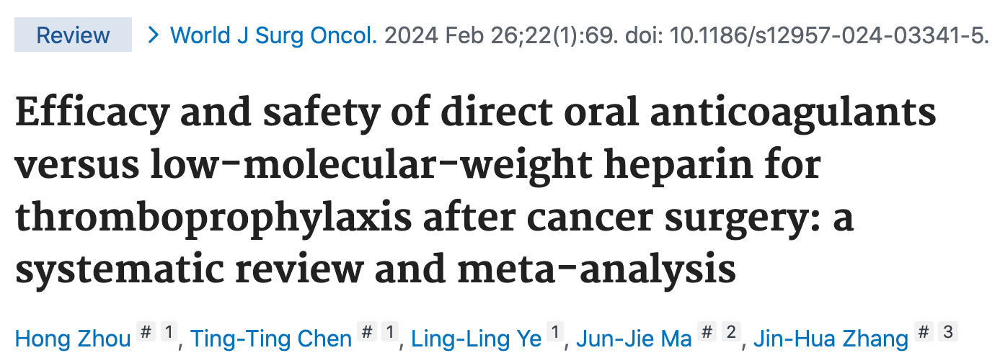 Review > World J Surg Oncol. 2024 Feb 26;22(1):69. doi: 10.1186/s12957-024-03341-5.
Efficacy and safety of direct oral anticoagulants
versus low-molecular-weight heparin for
thromboprophylaxis after cancer surgery: a
systematic review and meta-analysis
Hong Zhou # 1, Ting-Ting Chen # 1, Ling-Ling Ye 1, Jun-Jie Ma # 2, Jin-Hua Zhang # 3